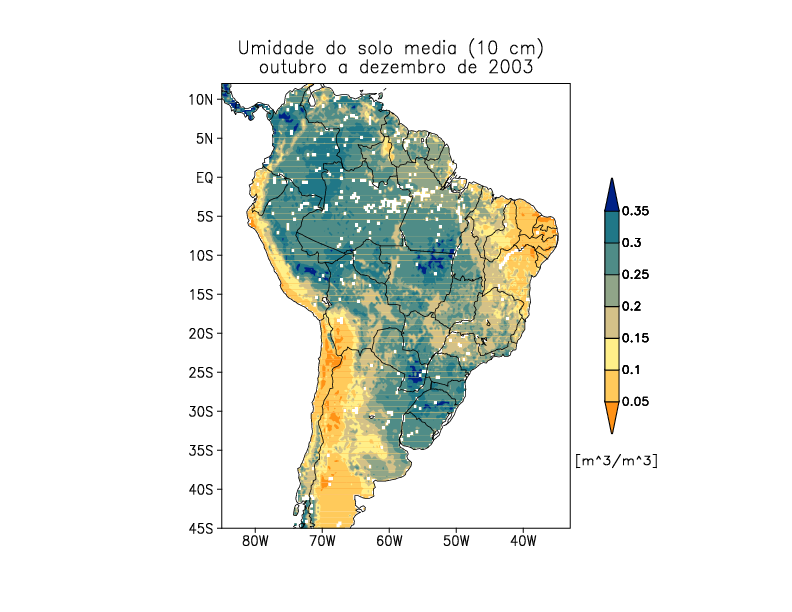 Umidade do solo media (10 cm)
outubro a dezembro de 2003
10N
5N
EQ
5S
10S
15S
20S
25S
30S
35S
40S
45S
80W 70W 60W 50W 40W
0.35
0.3
0.25
0.2
0.15
0.1
0.05
[m^3/m^3]